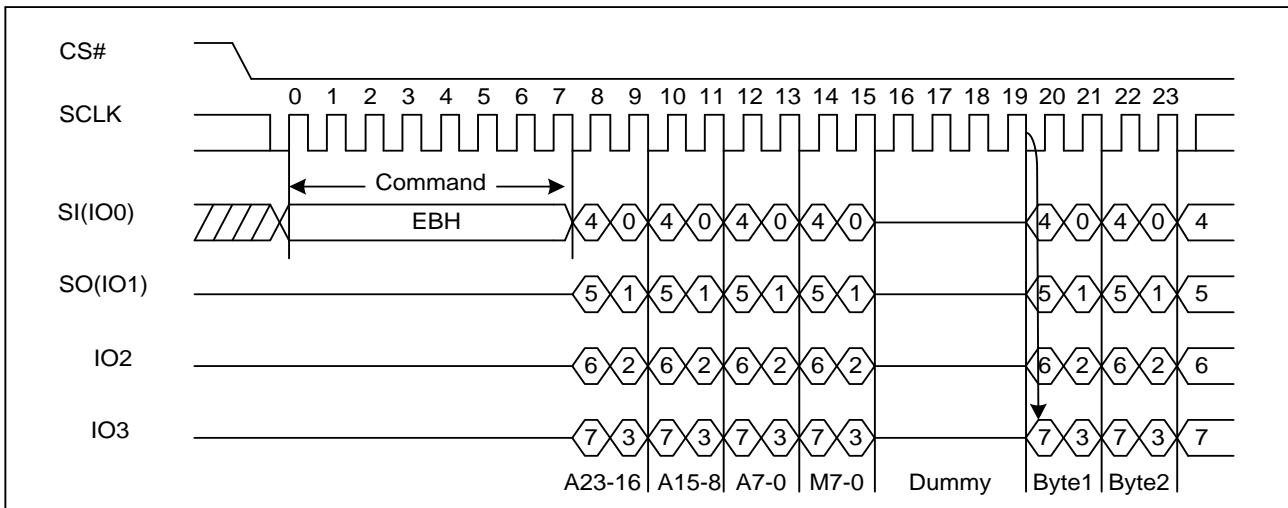 CS#
0 1 2 3 4 5 6 7 8 9 10 11 12 13 14 15 16 17 18 19 20 21 22 23
SCLK
Command
SI(IO0) EBH 4 0 4 0 4 0 4 0 4 0 4 0 4
SO(IO1) 5 1 5 1 5 1 5 1 5 1 5 1 5
IO2 6 2 6 2 6 2 6 2 6 2 6 2 6
IO3 7 3 7 3 7 3 7 3 7 3 7 3 7
A23-16 A15-8 A7-0 M7-0 Dummy Byte1 Byte2